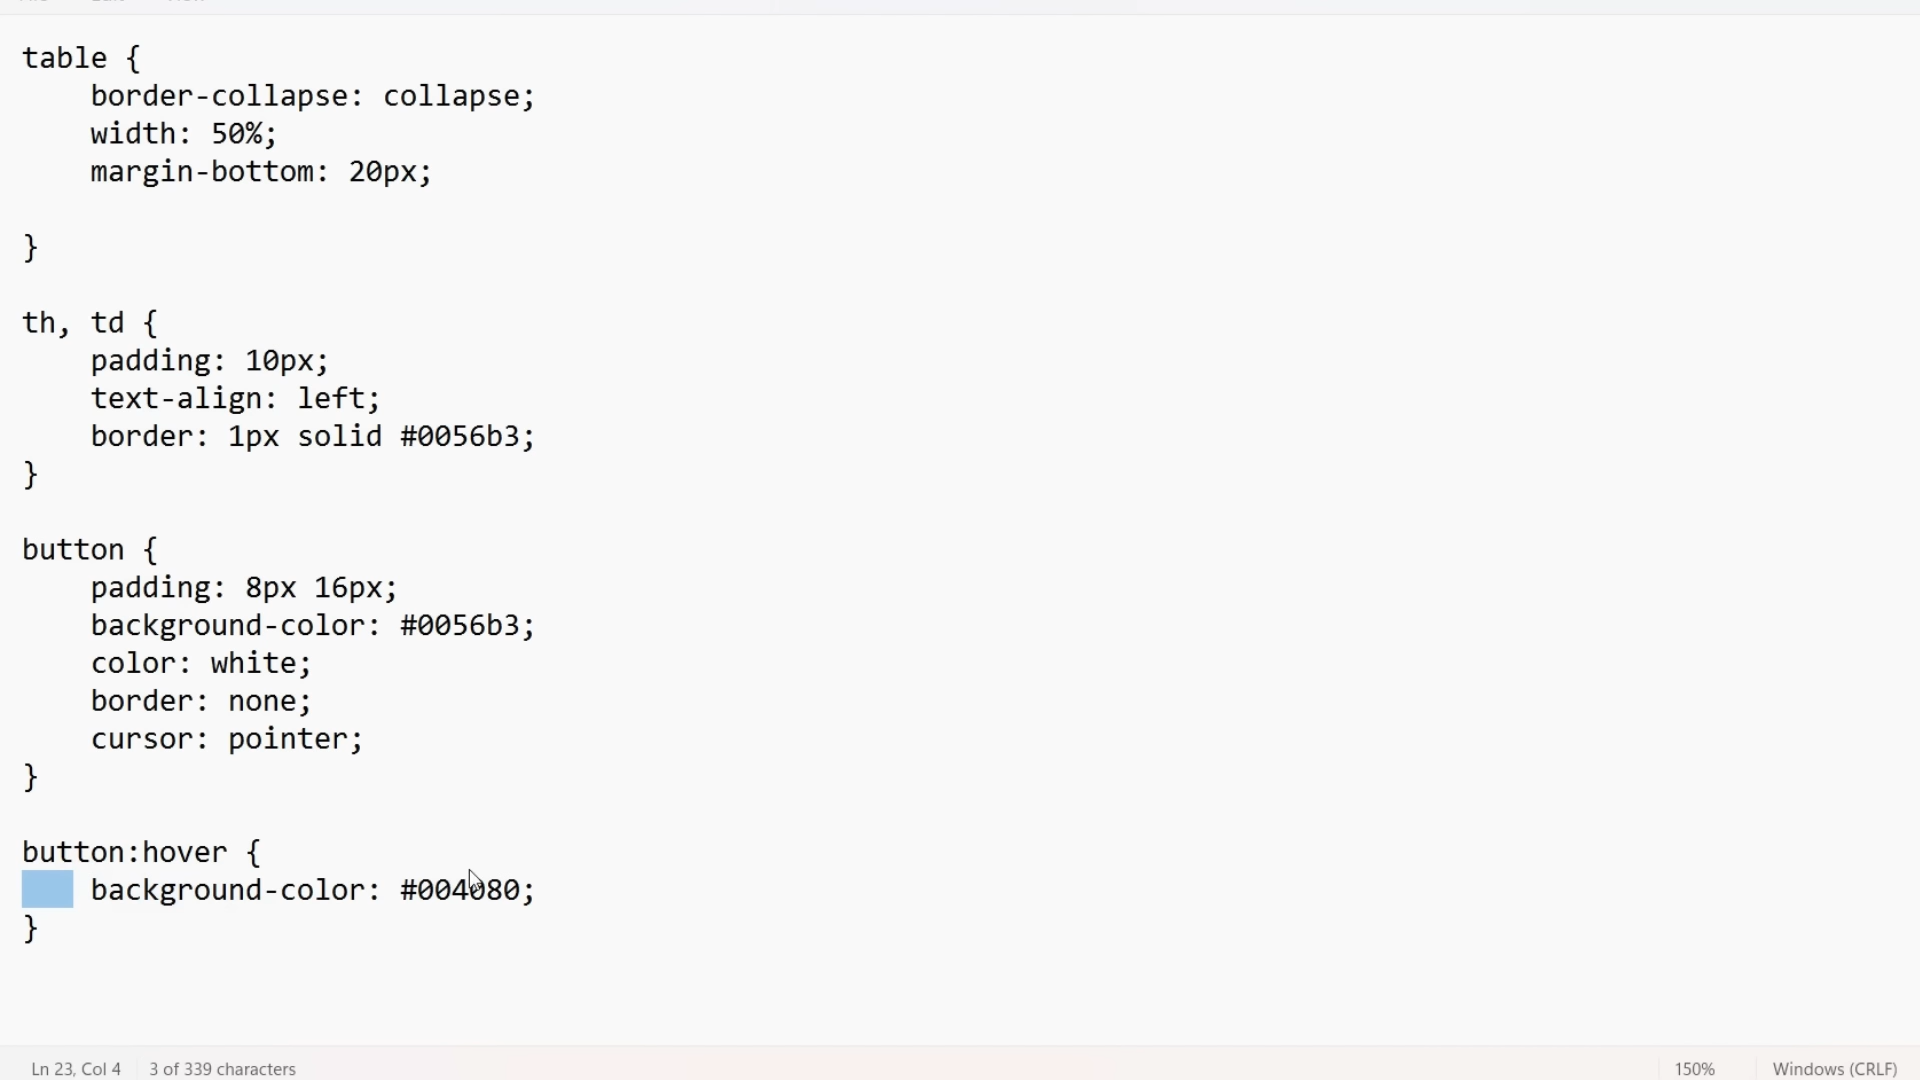 table {
    border-collapse: collapse;
    width: 50%;
    margin-bottom: 20px;

}

th, td {
    padding: 10px;
    text-align: left;
    border: 1px solid #0056b3;
}

button {
    padding: 8px 16px;
    background-color: #0056b3;
    color: white;
    border: none;
    cursor: pointer;
}

button:hover {
    background-color: #004080;
}
Ln 23, Col 4 3 of 339 characters 150% Windows (CRLF)